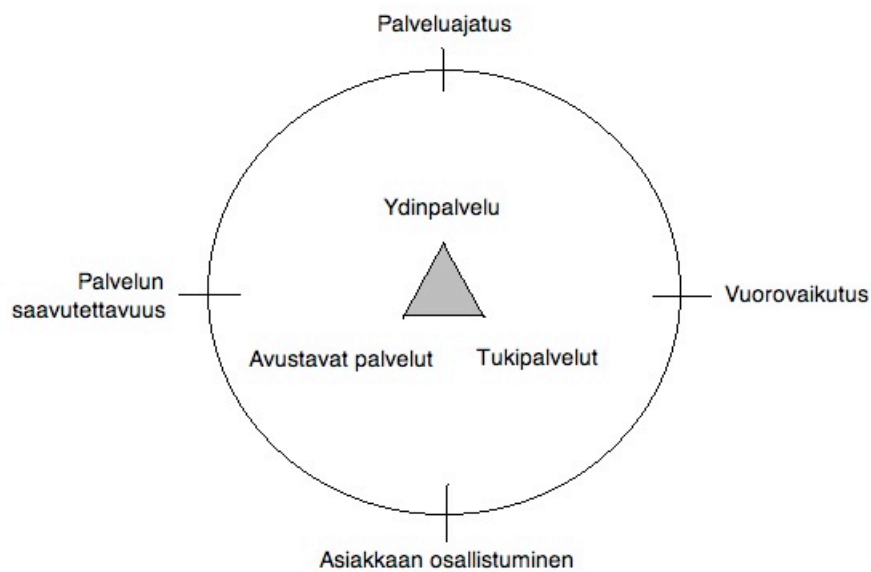 Palveluajatus
Ydinpalvelu
Palvelun
saavutettavuus
Vuorovaikutus
Avustavat palvelut
Tukipalvelut
Asiakkaan osallistuminen